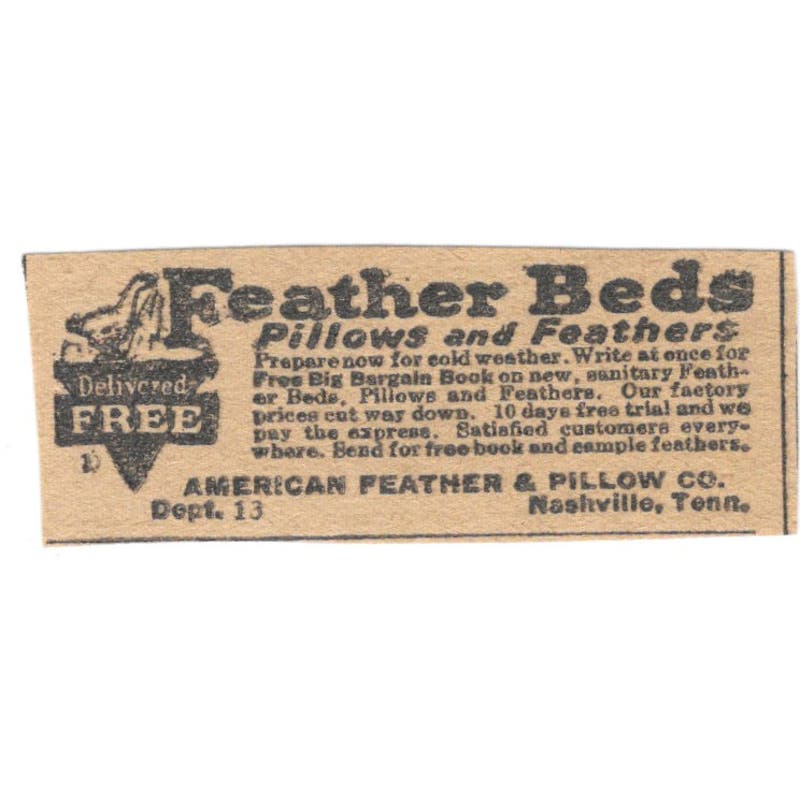 Feather Beds
Pillows and Feathers
Prepare now for cold weather. Write at once for
Free Big Bargain Book on new, sanitary Feath-
er Beds, Pillows and Feathers. Our factory
prices cut way down. 10 days free trial and we
pay the express. Satisfied customers every-
where. Send for free book and sample feathers.
AMERICAN FEATHER & PILLOW CO.
Dept. 13 Nashville, Tenn.
Delivered
FREE